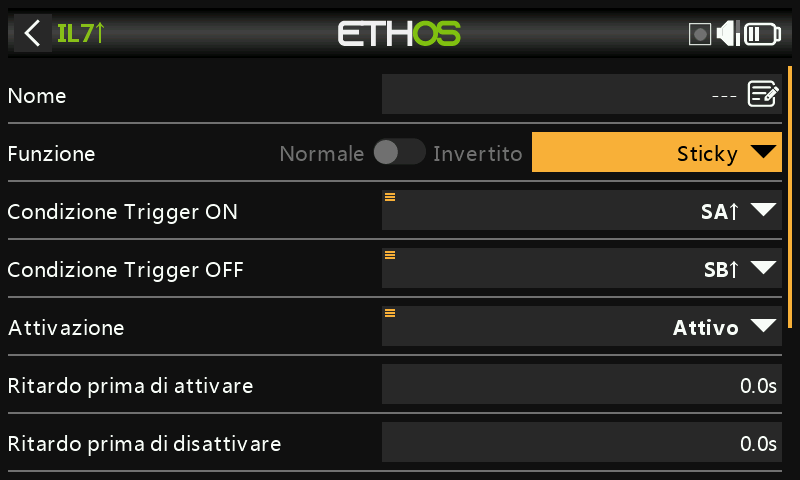 IL7↑ ETHOS
Nome ---
Funzione Normale Invertito Sticky
Condizione Trigger ON SA↑
Condizione Trigger OFF SB↑
Attivazione Attivo
Ritardo prima di attivare 0.0s
Ritardo prima di disattivare 0.0s